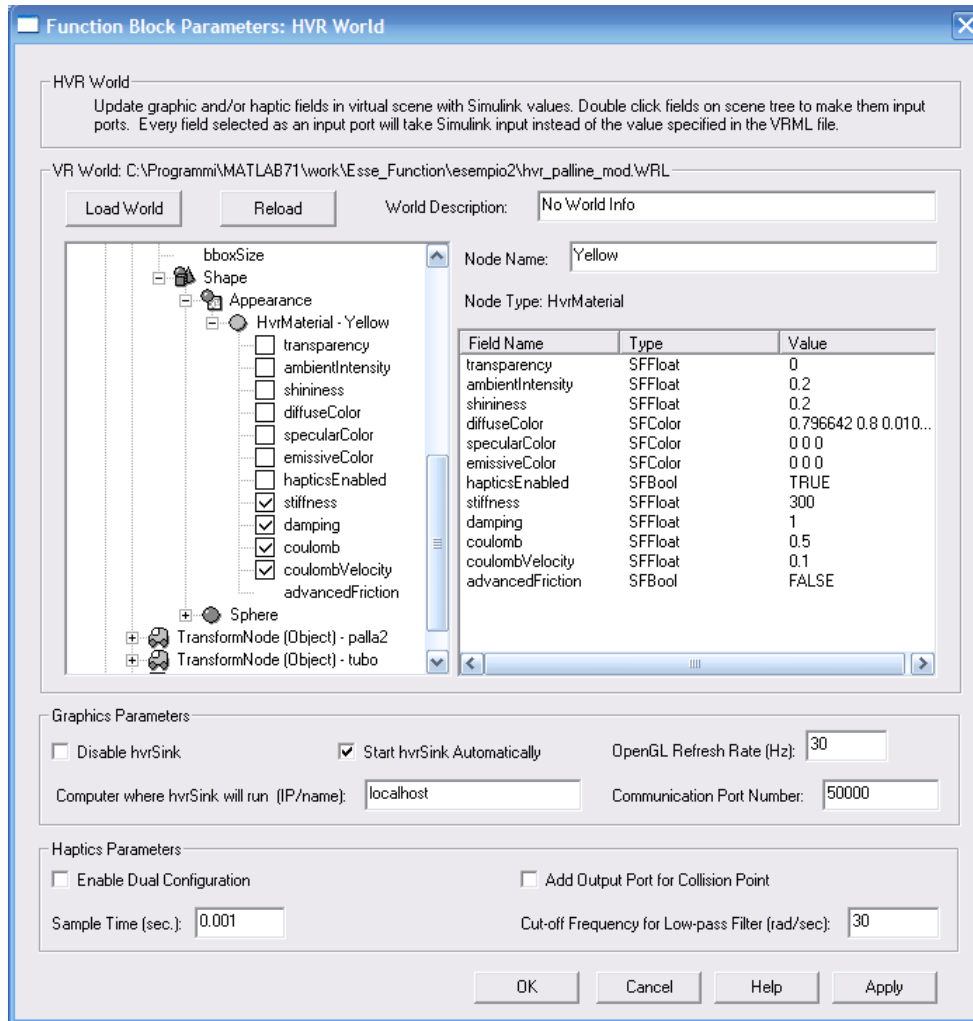 Function Block Parameters: HVR World
HVR World
Update graphic and/or haptic fields in virtual scene with Simulink values. Double click fields on scene tree to make them input
ports. Every field selected as an input port will take Simulink input instead of the value specified in the VRML file.
VR World: C:\Programmi\MATLAB71\work\Esse_Function\esempio2\hvr_palline_mod.WRL
Load World Reload World Description: No World Info
bboxSize
Shape
Appearance
HvrMaterial - Yellow
transparency
ambientIntensity
shininess
diffuseColor
specularColor
emissiveColor
hapticsEnabled
stiffness
damping
coulomb
coulombVelocity
advancedFriction
Sphere
TransformNode (Object) - palla2
TransformNode (Object) - tubo
Node Name: Yellow
Node Type: HvrMaterial
Field Name Type Value
transparency SFFloat 0
ambientIntensity SFFloat 0.2
shininess SFFloat 0.2
diffuseColor SFColor 0.796642 0.8 0.010...
specularColor SFColor 0 0 0
emissiveColor SFColor 0 0 0
hapticsEnabled SFBool TRUE
stiffness SFFloat 300
damping SFFloat 1
coulomb SFFloat 0.5
coulombVelocity SFFloat 0.1
advancedFriction SFBool FALSE
Graphics Parameters
Disable hvrSink Start hvrSink Automatically OpenGL Refresh Rate (Hz): 30
Computer where hvrSink will run (IP/name): localhost Communication Port Number: 50000
Haptics Parameters
Enable Dual Configuration Add Output Port for Collision Point
Sample Time (sec.): 0.001 Cut-off Frequency for Low-pass Filter (rad/sec): 30
OK Cancel Help Apply